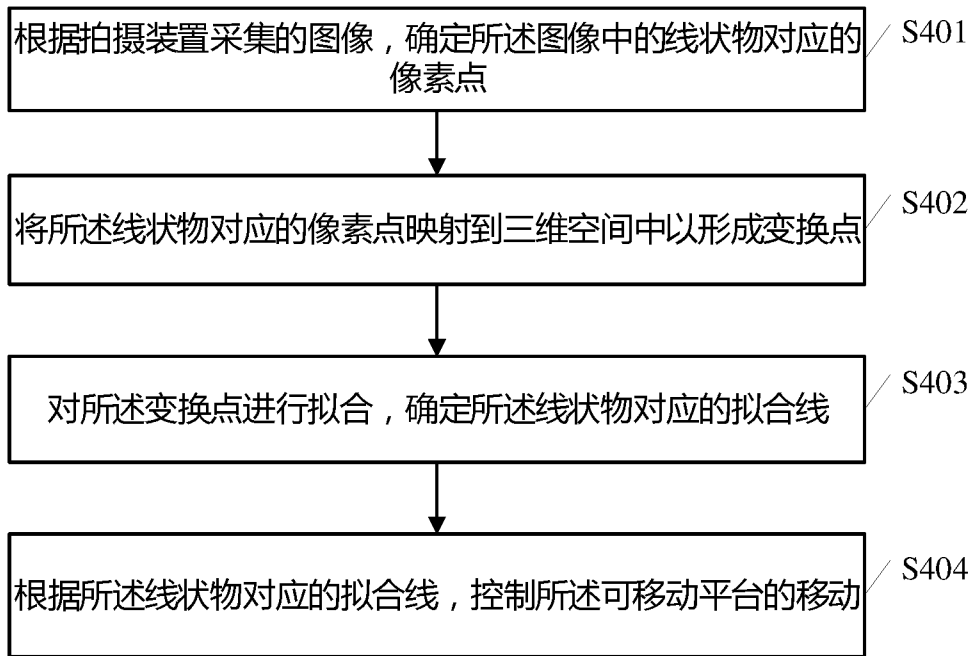 根据拍摄装置采集的图像，确定所述图像中的线状物对应的
像素点
S401
将所述线状物对应的像素点映射到三维空间中以形成变换点
S402
对所述变换点进行拟合，确定所述线状物对应的拟合线
S403
根据所述线状物对应的拟合线，控制所述可移动平台的移动
S404